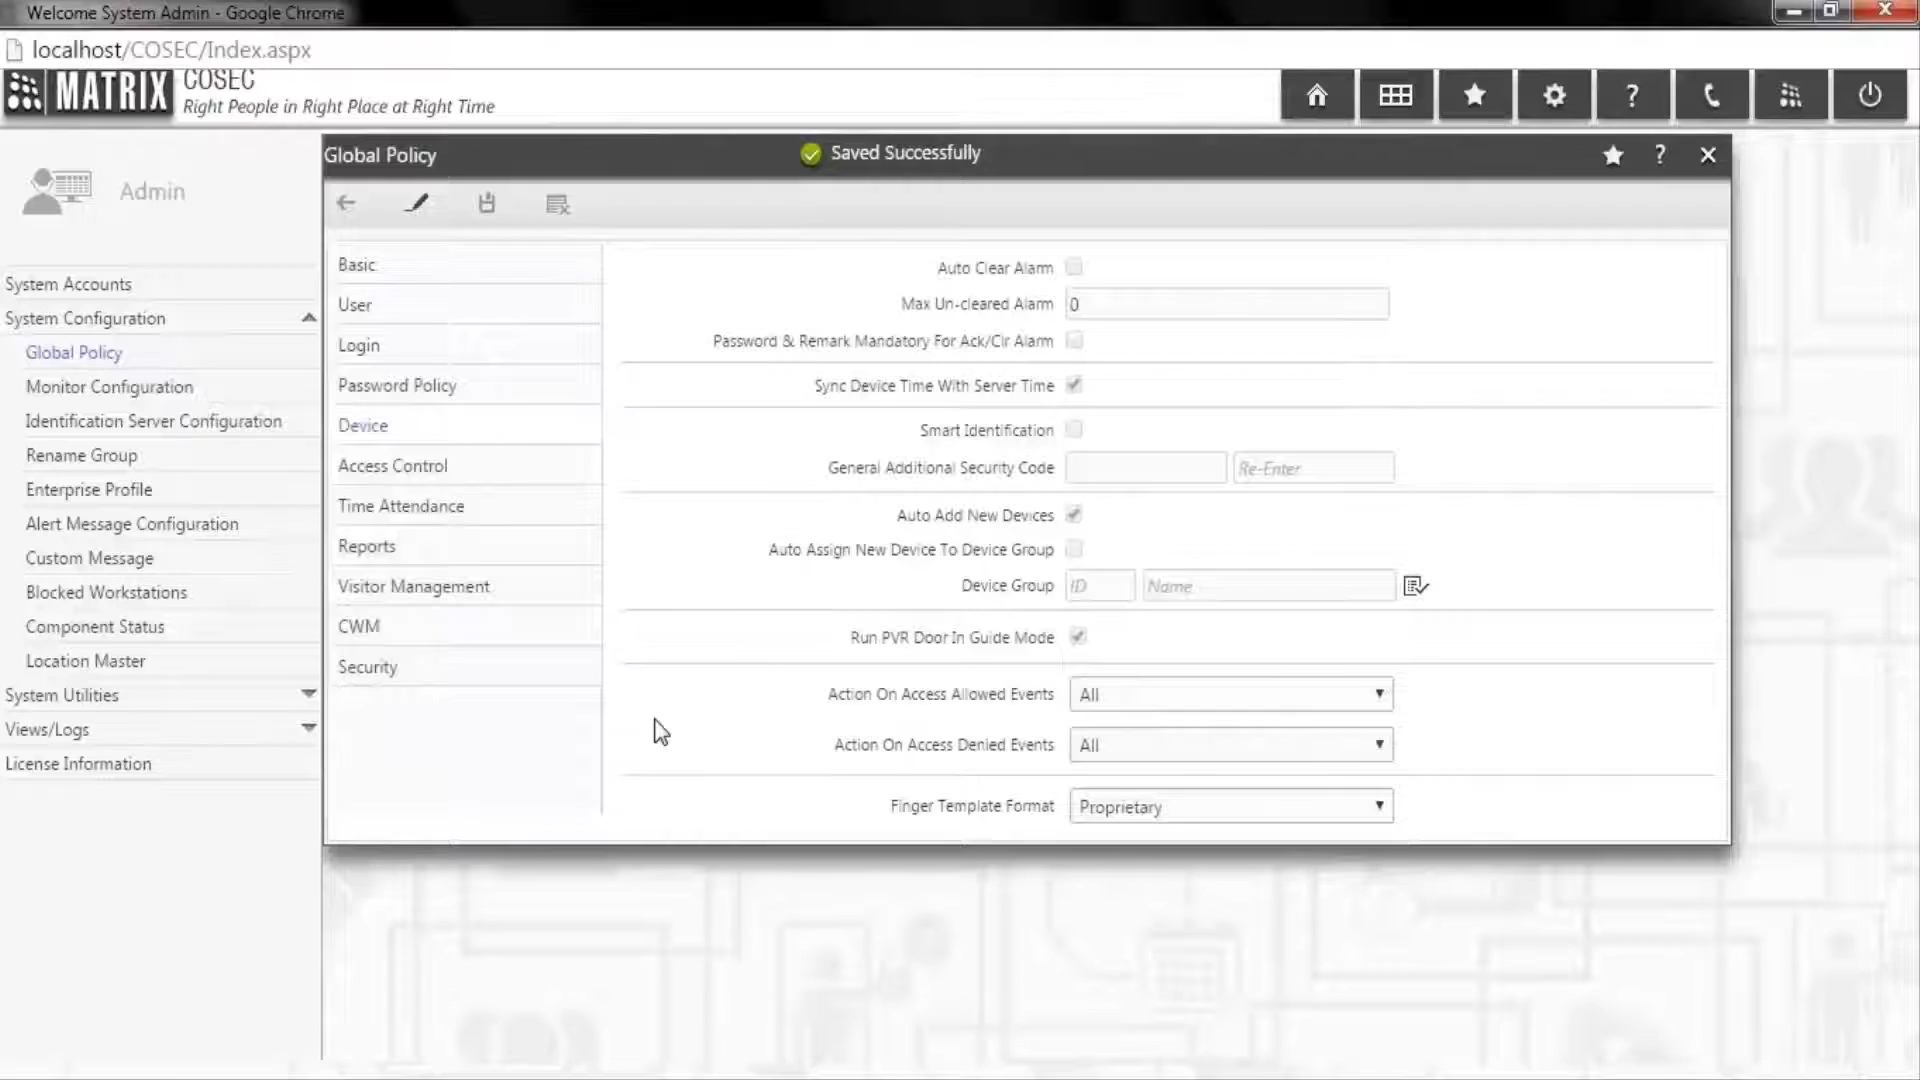 Welcome System Admin - Google Chrome
localhost/COSEC/Index.aspx
MATRIX
COSEC
Right People in Right Place at Right Time
?
Global Policy
Saved Successfully
?
Admin
System Accounts
System Configuration
Global Policy
Monitor Configuration
Identification Server Configuration
Rename Group
Enterprise Profile
Alert Message Configuration
Custom Message
Blocked Workstations
Component Status
Location Master
System Utilities
Views/Logs
License Information
Basic
User
Login
Password Policy
Device
Access Control
Time Attendance
Reports
Visitor Management
CWM
Security
Auto Clear Alarm
Max Un-cleared Alarm 0
Password & Remark Mandatory For Ack/Clr Alarm
Sync Device Time With Server Time
Smart Identification
General Additional Security Code Re-Enter
Auto Add New Devices
Auto Assign New Device To Device Group
Device Group ID Name
Run PVR Door In Guide Mode
Action On Access Allowed Events All
Action On Access Denied Events All
Finger Template Format Proprietary